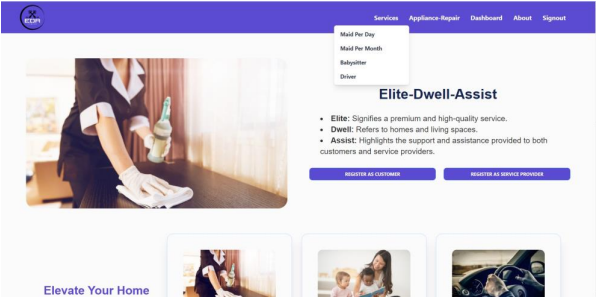 EDA
Services Appliance-Repair Dashboard About Signout
Maid Per Day
Maid Per Month
Babysitter
Driver
Elite-Dwell-Assist
• Elite: Signifies a premium and high-quality service.
• Dwell: Refers to homes and living spaces.
• Assist: Highlights the support and assistance provided to both
customers and service providers.
REGISTER AS CUSTOMER REGISTER AS SERVICE PROVIDER
Elevate Your Home